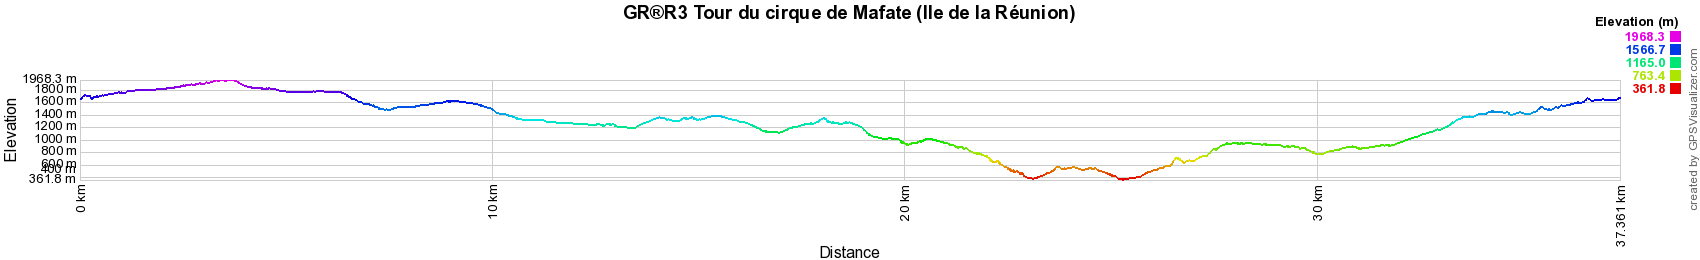 GR®R3 Tour du cirque de Mafate (Ile de la Réunion)
Elevation (m)
1968.3
1566.7
1165.0
763.4
361.8
Elevation
1968.3 m
1800 m
1600 m
1400 m
1200 m
1000 m
800 m
600 m
400 m
361.8 m
0 km
10 km
20 km
30 km
37.361 km
Distance
created by GPSVisualizer.com